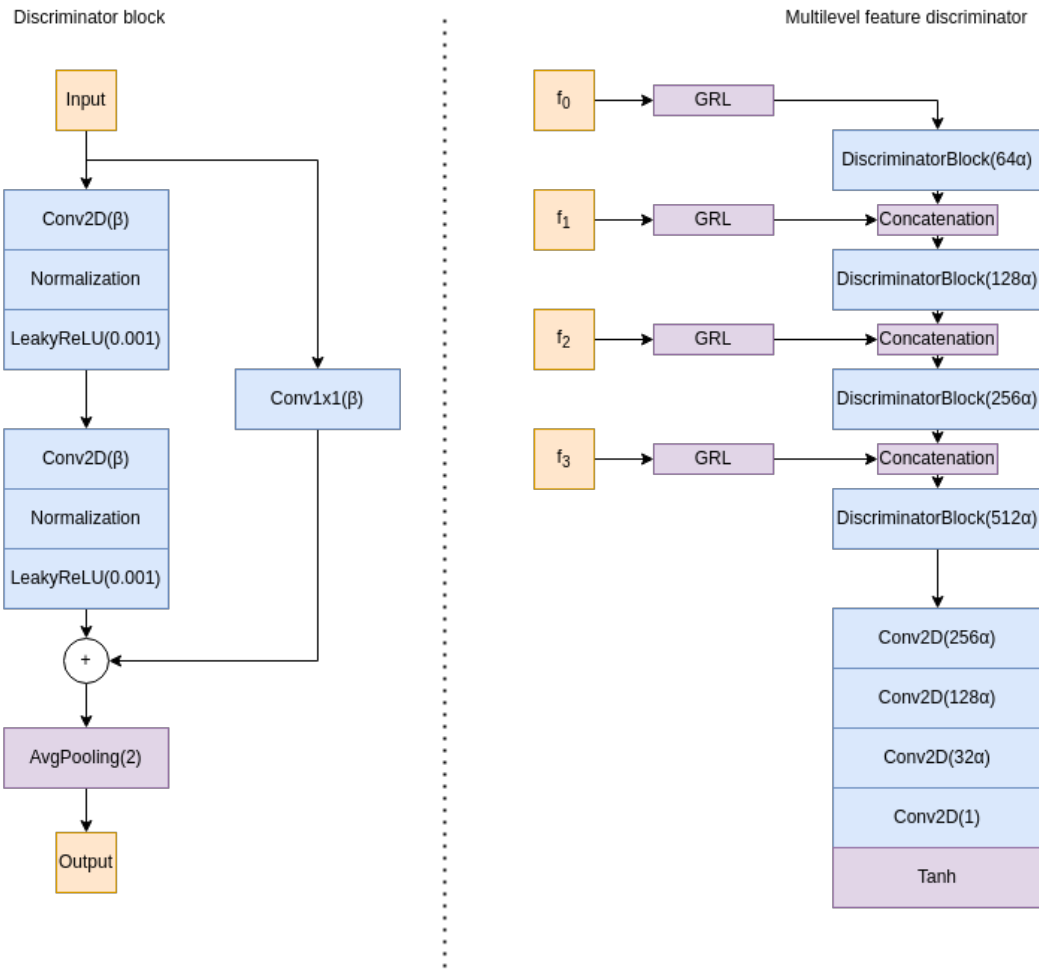 Discriminator block
Input
Conv2D(β)
Normalization
LeakyReLU(0.001)
Conv1x1(β)
Conv2D(β)
Normalization
LeakyReLU(0.001)
+
AvgPooling(2)
Output
Multilevel feature discriminator
f0
GRL
DiscriminatorBlock(64α)
f1
GRL
Concatenation
DiscriminatorBlock(128α)
f2
GRL
Concatenation
DiscriminatorBlock(256α)
f3
GRL
Concatenation
DiscriminatorBlock(512α)
Conv2D(256α)
Conv2D(128α)
Conv2D(32α)
Conv2D(1)
Tanh